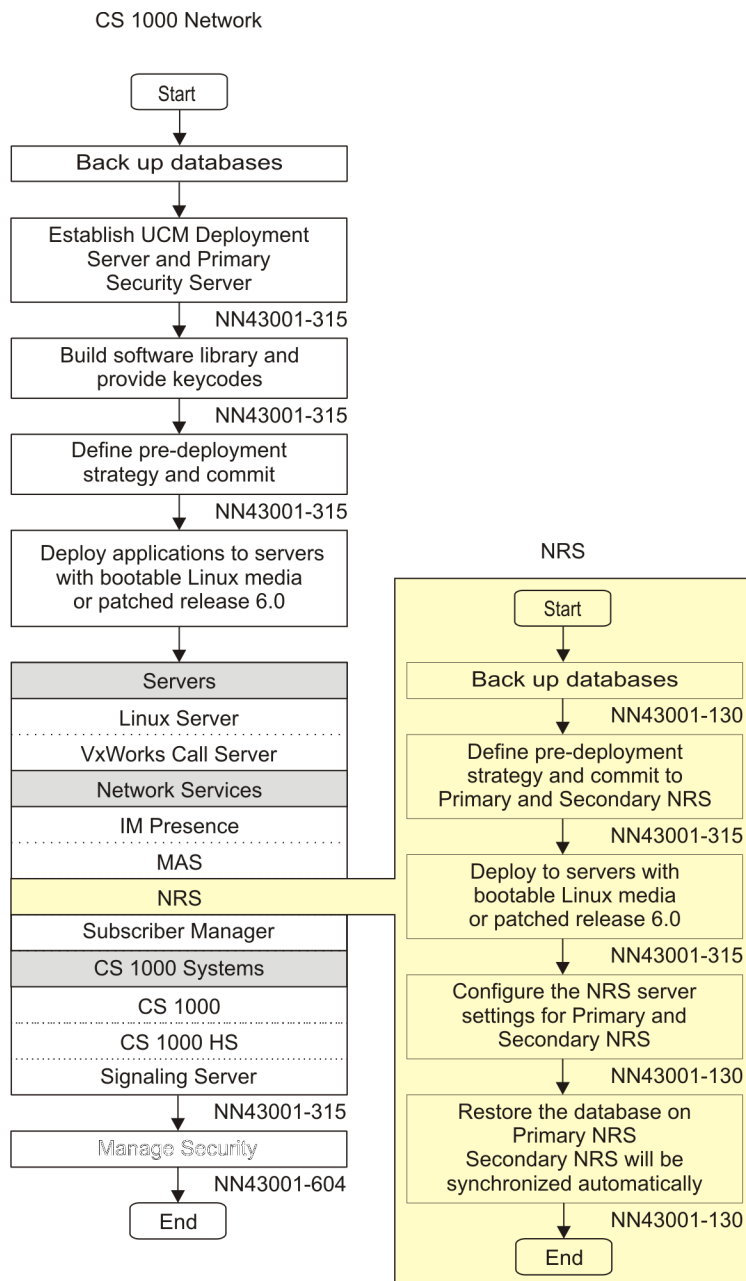 CS 1000 Network
Start
Back up databases
Establish UCM Deployment
Server and Primary
Security Server
NN43001-315
Build software library and
provide keycodes
NN43001-315
Define pre-deployment
strategy and commit
NN43001-315
Deploy applications to servers
with bootable Linux media
or patched release 6.0
Servers
Linux Server
VxWorks Call Server
Network Services
IM Presence
MAS
NRS
Subscriber Manager
CS 1000 Systems
CS 1000
CS 1000 HS
Signaling Server
NN43001-315
Manage Security
NN43001-604
End
NRS
Start
Back up databases
NN43001-130
Define pre-deployment
strategy and commit to
Primary and Secondary NRS
NN43001-315
Deploy to servers with
bootable Linux media
or patched release 6.0
NN43001-315
Configure the NRS server
settings for Primary and
Secondary NRS
NN43001-130
Restore the database on
Primary NRS
Secondary NRS will be
synchronized automatically
NN43001-130
End